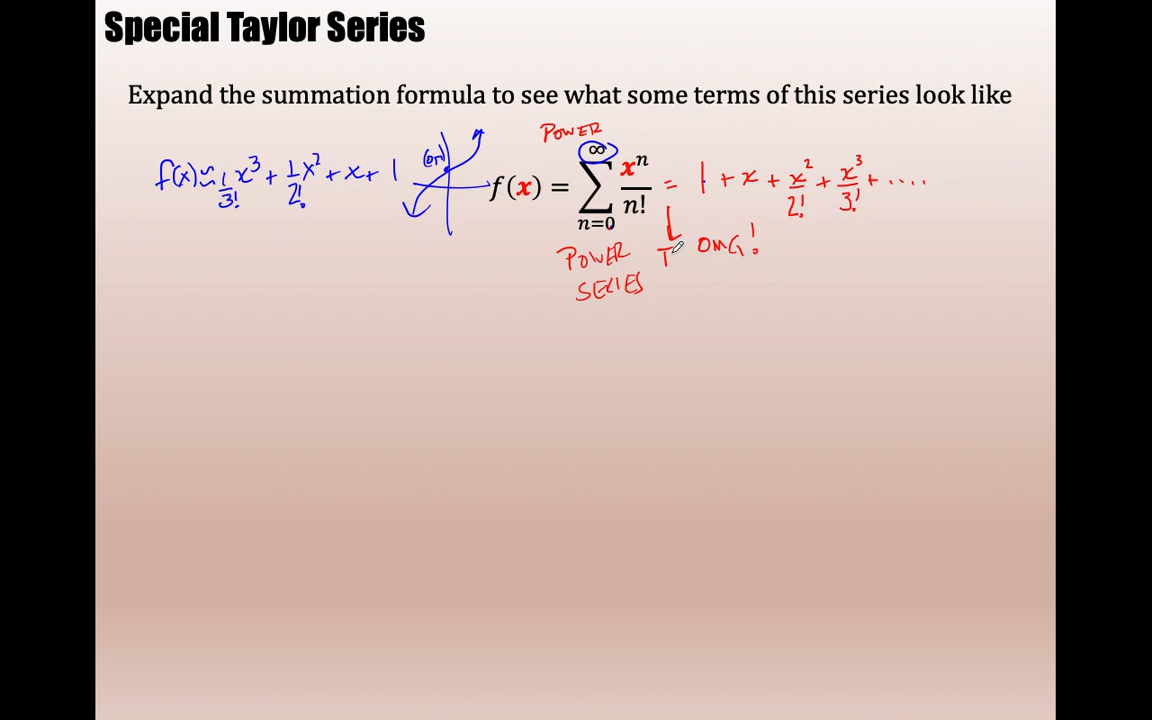 Special Taylor Series
Expand the summation formula to see what some terms of this series look like
POWER
f(x) ≈ 1/3! x³ + 1/2! x² + x + 1
f(x) = ∞ ∑ n=0 xⁿ/n! = 1 + x + x²/2! + x³/3! + ....
POWER
SERIES
T
OMG!